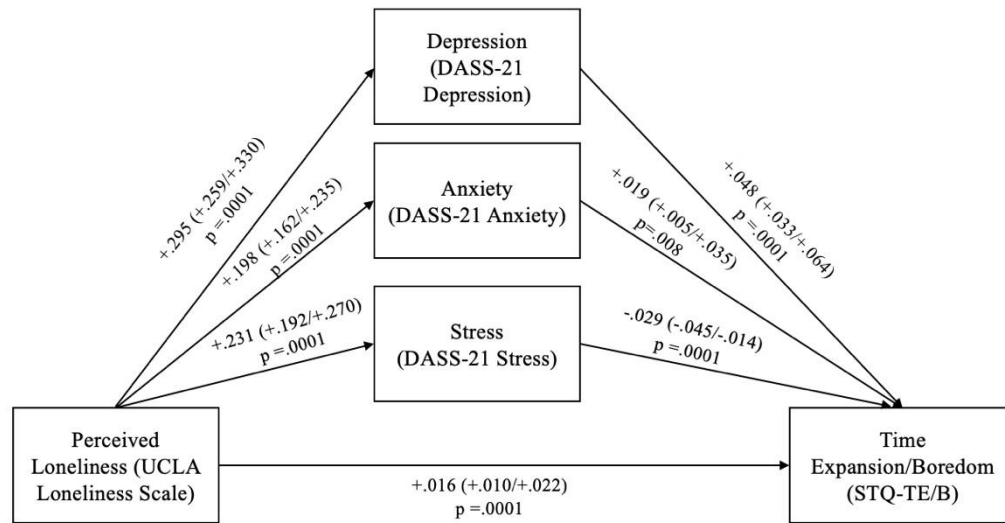 Depression
(DASS-21
Depression)
+.295 (+.259/+.330)
p =.0001
+.048 (+.033/+.064)
p =.0001
Anxiety
(DASS-21 Anxiety)
+.198 (+.162/+.235)
p =.0001
+.019 (+.005/+.035)
p=.008
Stress
(DASS-21 Stress)
+.231 (+.192/+.270)
p =.0001
-.029 (-.045/-.014)
p =.0001
Perceived
Loneliness (UCLA
Loneliness Scale)
+.016 (+.010/+.022)
p =.0001
Time
Expansion/Boredom
(STQ-TE/B)